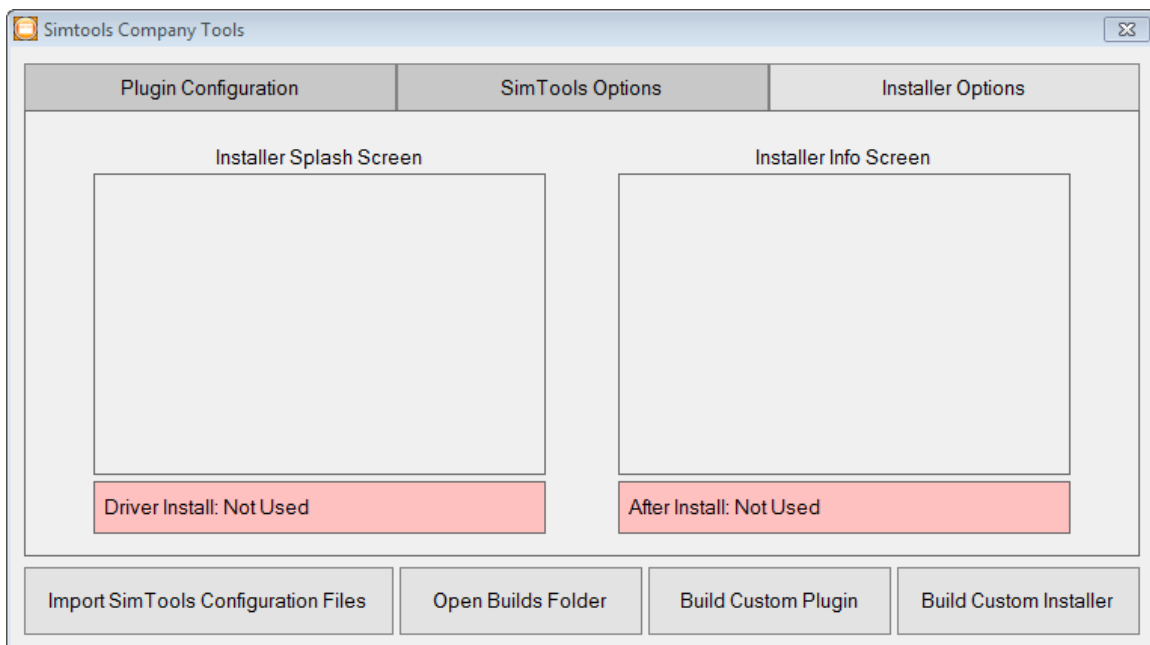 Simtools Company Tools
Plugin Configuration
SimTools Options
Installer Options
Installer Splash Screen
Installer Info Screen
Driver Install: Not Used
After Install: Not Used
Import SimTools Configuration Files
Open Builds Folder
Build Custom Plugin
Build Custom Installer